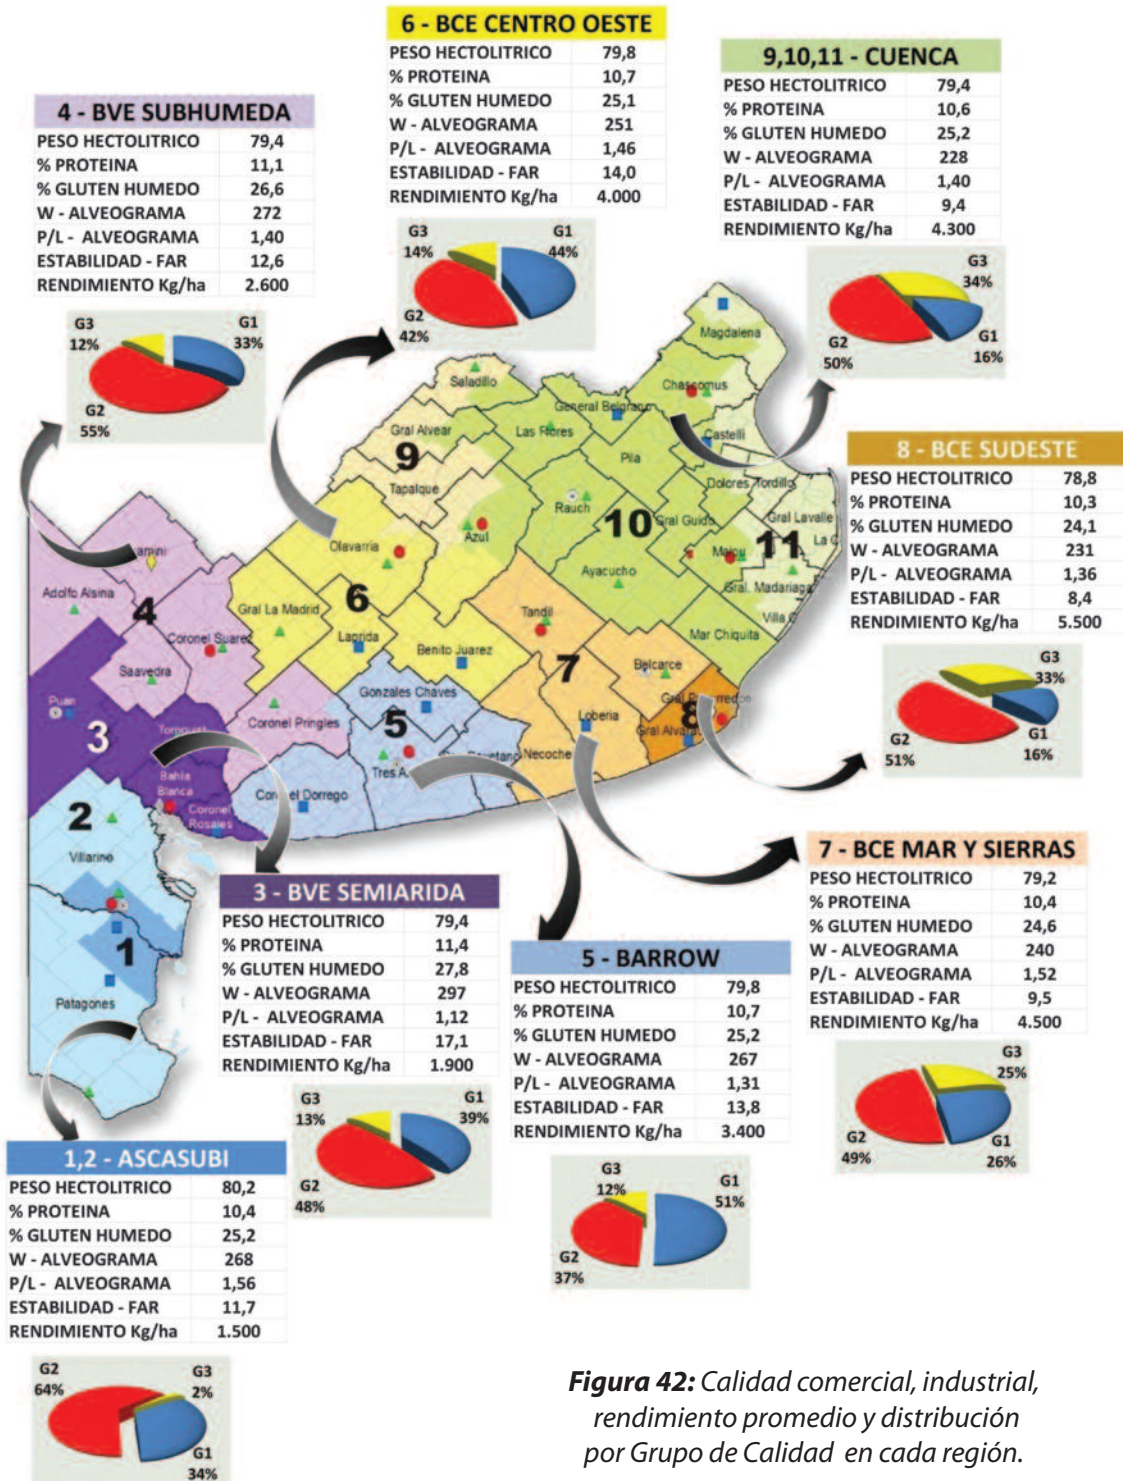 6 - BCE CENTRO OESTE
PESO HECTOLITRICO 79,8
% PROTEINA 10,7
% GLUTEN HUMEDO 25,1
W - ALVEOGRAMA 251
P/L - ALVEOGRAMA 1,46
ESTABILIDAD - FAR 14,0
RENDIMIENTO Kg/ha 4.000
G3 14%
G1 44%
G2 42%
9,10,11 - CUENCA
PESO HECTOLITRICO 79,4
% PROTEINA 10,6
% GLUTEN HUMEDO 25,2
W - ALVEOGRAMA 228
P/L - ALVEOGRAMA 1,40
ESTABILIDAD - FAR 9,4
RENDIMIENTO Kg/ha 4.300
G3 34%
G2 50%
G1 16%
4 - BVE SUBHUMEDA
PESO HECTOLITRICO 79,4
% PROTEINA 11,1
% GLUTEN HUMEDO 26,6
W - ALVEOGRAMA 272
P/L - ALVEOGRAMA 1,40
ESTABILIDAD - FAR 12,6
RENDIMIENTO Kg/ha 2.600
G3 12%
G1 33%
G2 55%
8 - BCE SUDESTE
PESO HECTOLITRICO 78,8
% PROTEINA 10,3
% GLUTEN HUMEDO 24,1
W - ALVEOGRAMA 231
P/L - ALVEOGRAMA 1,36
ESTABILIDAD - FAR 8,4
RENDIMIENTO Kg/ha 5.500
G3 33%
G2 51%
G1 16%
Magdalena
Chascomus
Saladillo
General Belgrano
Castelli
Gral Alvear
Las Flores
Pila
9
Tapalque
Dolores
Tordillo
Rauch
10
Gral Guido
Gral Lavalle
Azul
Olavarria
11
Maipu
Ayacucho
Gral. Madariaga
Adolfo Alsina
6
4
Gral La Madrid
Tandil
Mar Chiquita
Coronel Suarez
Laprida
Benito Juarez
Saavedra
7
Balcarce
Puan
Gonzales Chaves
3
Coronel Pringles
5
Loberia
8
Necoche
Bahia Blanca
Coronel Dorrego
Coronel Rosales
2
Villarino
1
Patagones
7 - BCE MAR Y SIERRAS
PESO HECTOLITRICO 79,2
% PROTEINA 10,4
% GLUTEN HUMEDO 24,6
W - ALVEOGRAMA 240
P/L - ALVEOGRAMA 1,52
ESTABILIDAD - FAR 9,5
RENDIMIENTO Kg/ha 4.500
G3 25%
G2 49%
G1 26%
3 - BVE SEMIARIDA
PESO HECTOLITRICO 79,4
% PROTEINA 11,4
% GLUTEN HUMEDO 27,8
W - ALVEOGRAMA 297
P/L - ALVEOGRAMA 1,12
ESTABILIDAD - FAR 17,1
RENDIMIENTO Kg/ha 1.900
G3 13%
G1 39%
G2 48%
5 - BARROW
PESO HECTOLITRICO 79,8
% PROTEINA 10,7
% GLUTEN HUMEDO 25,2
W - ALVEOGRAMA 267
P/L - ALVEOGRAMA 1,31
ESTABILIDAD - FAR 13,8
RENDIMIENTO Kg/ha 3.400
G3 12%
G1 51%
G2 37%
1,2 - ASCASUBI
PESO HECTOLITRICO 80,2
% PROTEINA 10,4
% GLUTEN HUMEDO 25,2
W - ALVEOGRAMA 268
P/L - ALVEOGRAMA 1,56
ESTABILIDAD - FAR 11,7
RENDIMIENTO Kg/ha 1.500
G2 64%
G3 2%
G1 34%
Figura 42: Calidad comercial, industrial,
rendimiento promedio y distribución
por Grupo de Calidad en cada región.